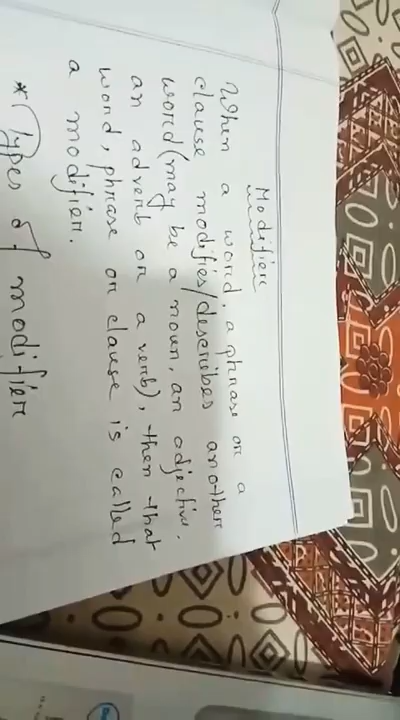 Modifier
When a word, a phrase or a
clause modifies/describes another
word (may be a noun, an adjective,
an adverb or a verb), then that
word, phrase or clause is called
a modifier.
* Types of modifier